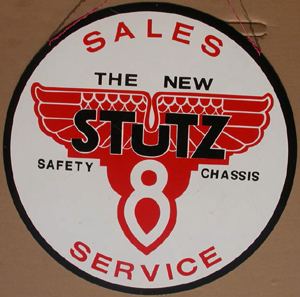 SALES
THE NEW
STUTZ
SAFETY 8 CHASSIS
SERVICE